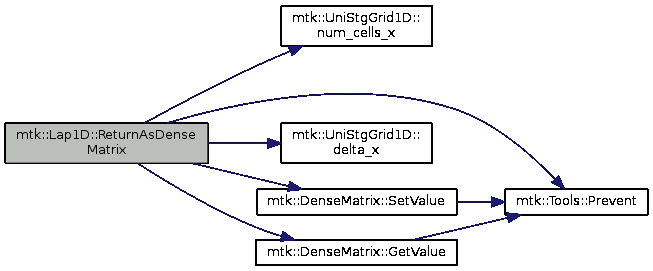 mtk::UniStgGrid1D::
num_cells_x
mtk::Lap1D::ReturnAsDense
Matrix
mtk::UniStgGrid1D::
delta_x
mtk::DenseMatrix::SetValue
mtk::Tools::Prevent
mtk::DenseMatrix::GetValue